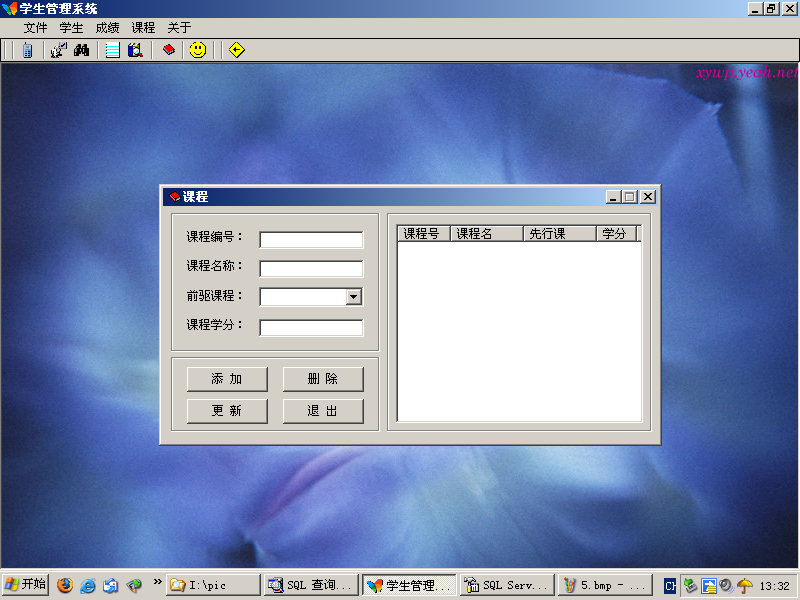 学生管理系统
文件 学生 成绩 课程 关于
xywjs.yeah.net
课程
课程编号：
课程名称：
前驱课程：
课程学分：
添 加 删 除
更 新 退 出
课程号 课程名 先行课 学分
开始 I:\pic SQL 查询... 学生管理... SQL Serv... 5.bmp - ... CH 13:32